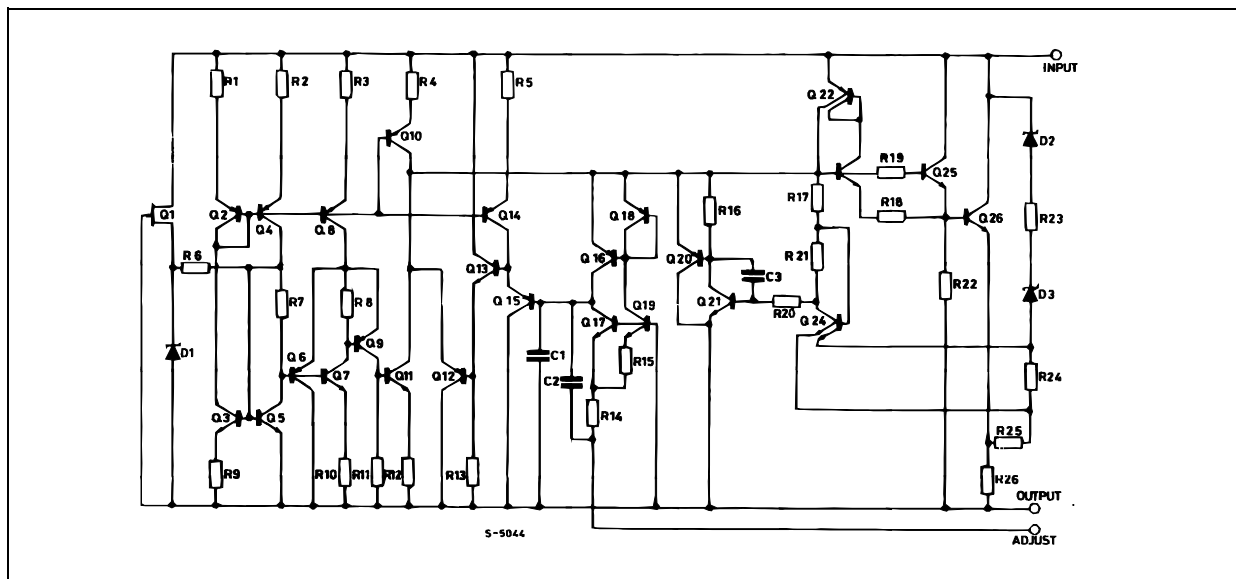 R1 R2 R3 R4 R5
INPUT
Q22
D2
Q10
R19
Q25
R17
R18
Q1 Q2 Q4 Q8 Q14 Q18 R16 Q26
R23
R6 Q13 Q16 Q20 R21
C3
R7 R8 Q15 Q19 Q21 R20 R22 D3
Q17 Q24
D1 Q6 Q9
Q7 Q11 Q12 C1 R15
C2
R24
Q3 Q5 R14
R25
R9 R10 R11 R12 R13 R26
OUTPUT
S-5044
ADJUST